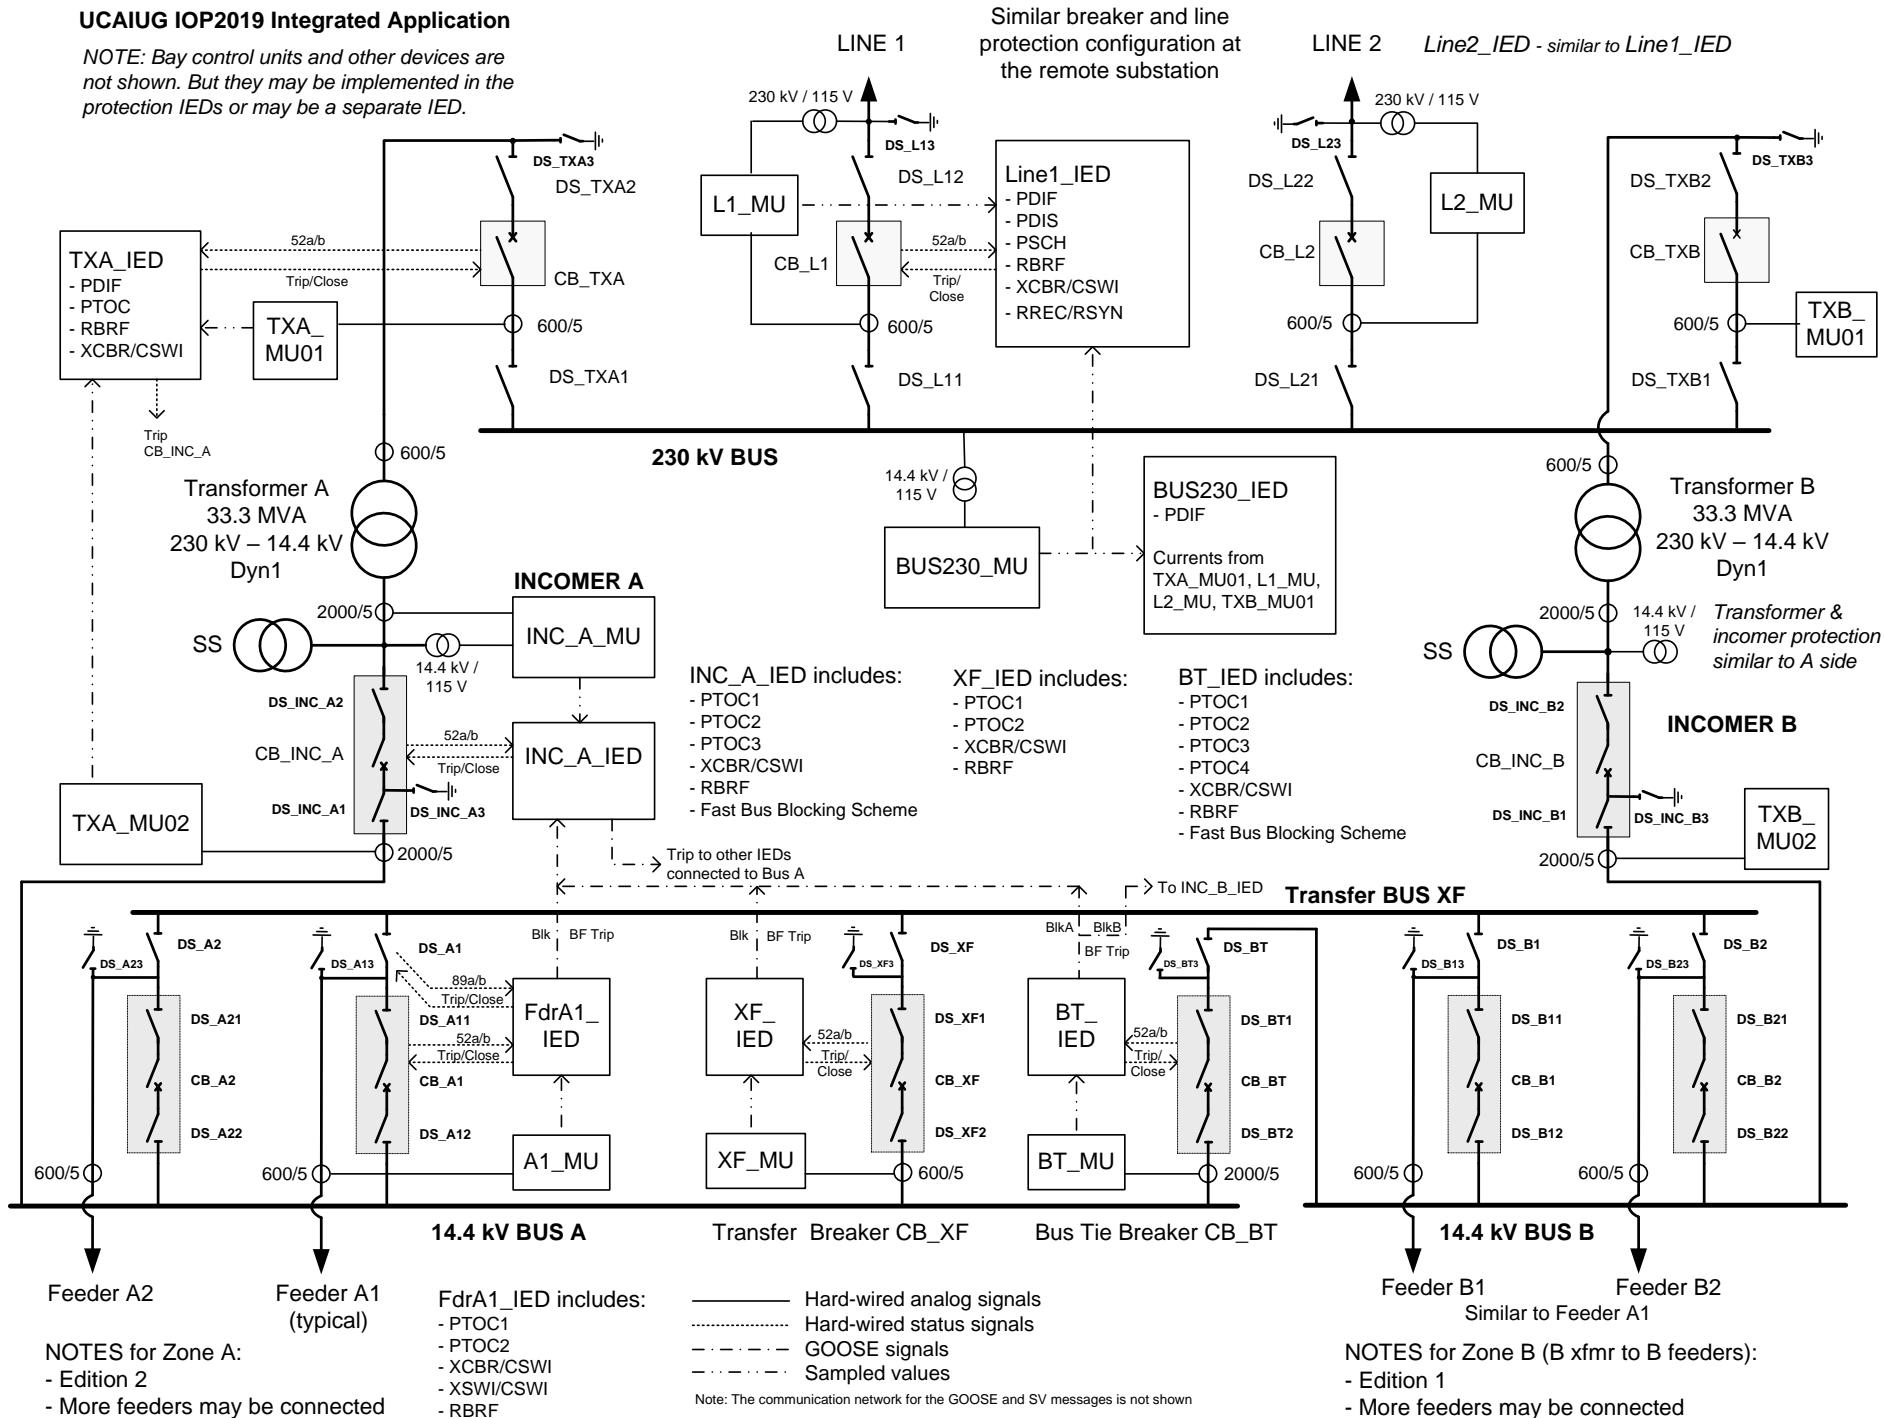 UCAIUG IOP2019 Integrated Application
NOTE: Bay control units and other devices are
not shown. But they may be implemented in the
protection IEDs or may be a separate IED.
Similar breaker and line
protection configuration at
the remote substation
LINE 1
LINE 2
Line2_IED - similar to Line1_IED
230 kV / 115 V
230 kV / 115 V
DS_TXA3
DS_TXA2
DS_L13
DS_L12
DS_L23
DS_L22
DS_TXB3
DS_TXB2
L1_MU
L2_MU
Line1_IED
- PDIF
- PDIS
- PSCH
- RBRF
- XCBR/CSWI
- RREC/RSYN
TXA_IED
- PDIF
- PTOC
- RBRF
- XCBR/CSWI
52a/b
Trip/Close
CB_TXA
CB_L1
52a/b
Trip/
Close
CB_L2
CB_TXB
TXA_
MU01
600/5
600/5
600/5
600/5
TXB_
MU01
DS_TXA1
DS_L11
DS_L21
DS_TXB1
Trip
CB_INC_A
600/5
230 kV BUS
600/5
14.4 kV /
115 V
BUS230_MU
BUS230_IED
- PDIF
Currents from
TXA_MU01, L1_MU,
L2_MU, TXB_MU01
Transformer A
33.3 MVA
230 kV – 14.4 kV
Dyn1
Transformer B
33.3 MVA
230 kV – 14.4 kV
Dyn1
INCOMER A
2000/5
INC_A_MU
SS
14.4 kV /
115 V
2000/5
14.4 kV /
115 V
SS
Transformer &
incomer protection
similar to A side
INC_A_IED includes:
- PTOC1
- PTOC2
- PTOC3
- XCBR/CSWI
- RBRF
- Fast Bus Blocking Scheme
XF_IED includes:
- PTOC1
- PTOC2
- XCBR/CSWI
- RBRF
BT_IED includes:
- PTOC1
- PTOC2
- PTOC3
- PTOC4
- XCBR/CSWI
- RBRF
- Fast Bus Blocking Scheme
DS_INC_A2
CB_INC_A
52a/b
Trip/Close
INC_A_IED
DS_INC_A1
DS_INC_A3
TXA_MU02
2000/5
DS_INC_B2
INCOMER B
CB_INC_B
DS_INC_B1
DS_INC_B3
TXB_
MU02
2000/5
Trip to other IEDs
connected to Bus A
To INC_B_IED
Transfer BUS XF
DS_A2
DS_A23
DS_A1
DS_A13
Blk
BF Trip
Blk
BF Trip
DS_XF
DS_XF3
BlkA
BlkB
BF Trip
DS_BT
DS_BT3
DS_B1
DS_B13
DS_B2
DS_B23
89a/b
Trip/Close
DS_A21
DS_A11
52a/b
Trip/Close
FdrA1_
IED
XF_
IED
52a/b
Trip/
Close
DS_XF1
BT_
IED
52a/b
Trip/
Close
DS_BT1
DS_B11
DS_B21
CB_A2
CB_A1
CB_XF
CB_BT
CB_B1
CB_B2
DS_A22
DS_A12
DS_XF2
DS_BT2
DS_B12
DS_B22
600/5
600/5
A1_MU
XF_MU
600/5
BT_MU
2000/5
600/5
600/5
14.4 kV BUS A
Transfer Breaker CB_XF
Bus Tie Breaker CB_BT
14.4 kV BUS B
Feeder A2
Feeder A1
(typical)
Feeder B1
Feeder B2
Similar to Feeder A1
FdrA1_IED includes:
- PTOC1
- PTOC2
- XCBR/CSWI
- XSWI/CSWI
- RBRF
Hard-wired analog signals
Hard-wired status signals
GOOSE signals
Sampled values
Note: The communication network for the GOOSE and SV messages is not shown
NOTES for Zone A:
- Edition 2
- More feeders may be connected
NOTES for Zone B (B xfmr to B feeders):
- Edition 1
- More feeders may be connected